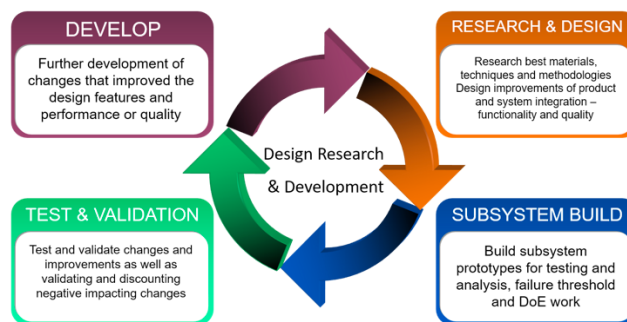 DEVELOP
Further development of
changes that improved the
design features and
performance or quality
RESEARCH & DESIGN
Research best materials,
techniques and methodologies
Design improvements of product
and system integration –
functionality and quality
Design Research
& Development
TEST & VALIDATION
Test and validate changes and
improvements as well as
validating and discounting
negative impacting changes
SUBSYSTEM BUILD
Build subsystem
prototypes for testing and
analysis, failure threshold
and DoE work